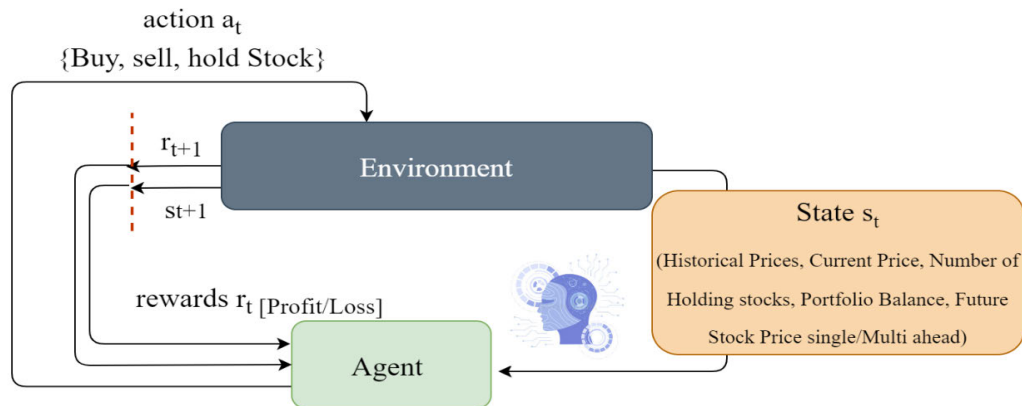 action a_t
{Buy, sell, hold Stock}
r_t+1
Environment
st+1
State s_t
(Historical Prices, Current Price, Number of
Holding stocks, Portfolio Balance, Future
Stock Price single/Multi ahead)
rewards r_t [Profit/Loss]
Agent